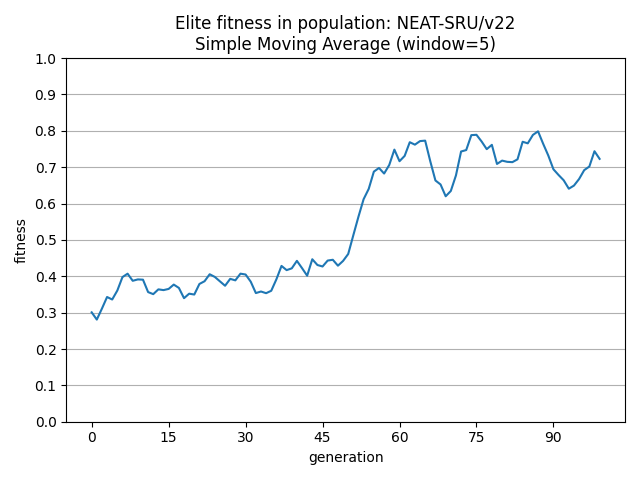 Elite fitness in population: NEAT-SRU/v22
Simple Moving Average (window=5)
1.0
0.9
0.8
0.7
0.6
0.5
0.4
0.3
0.2
0.1
0.0
fitness
0 15 30 45 60 75 90
generation